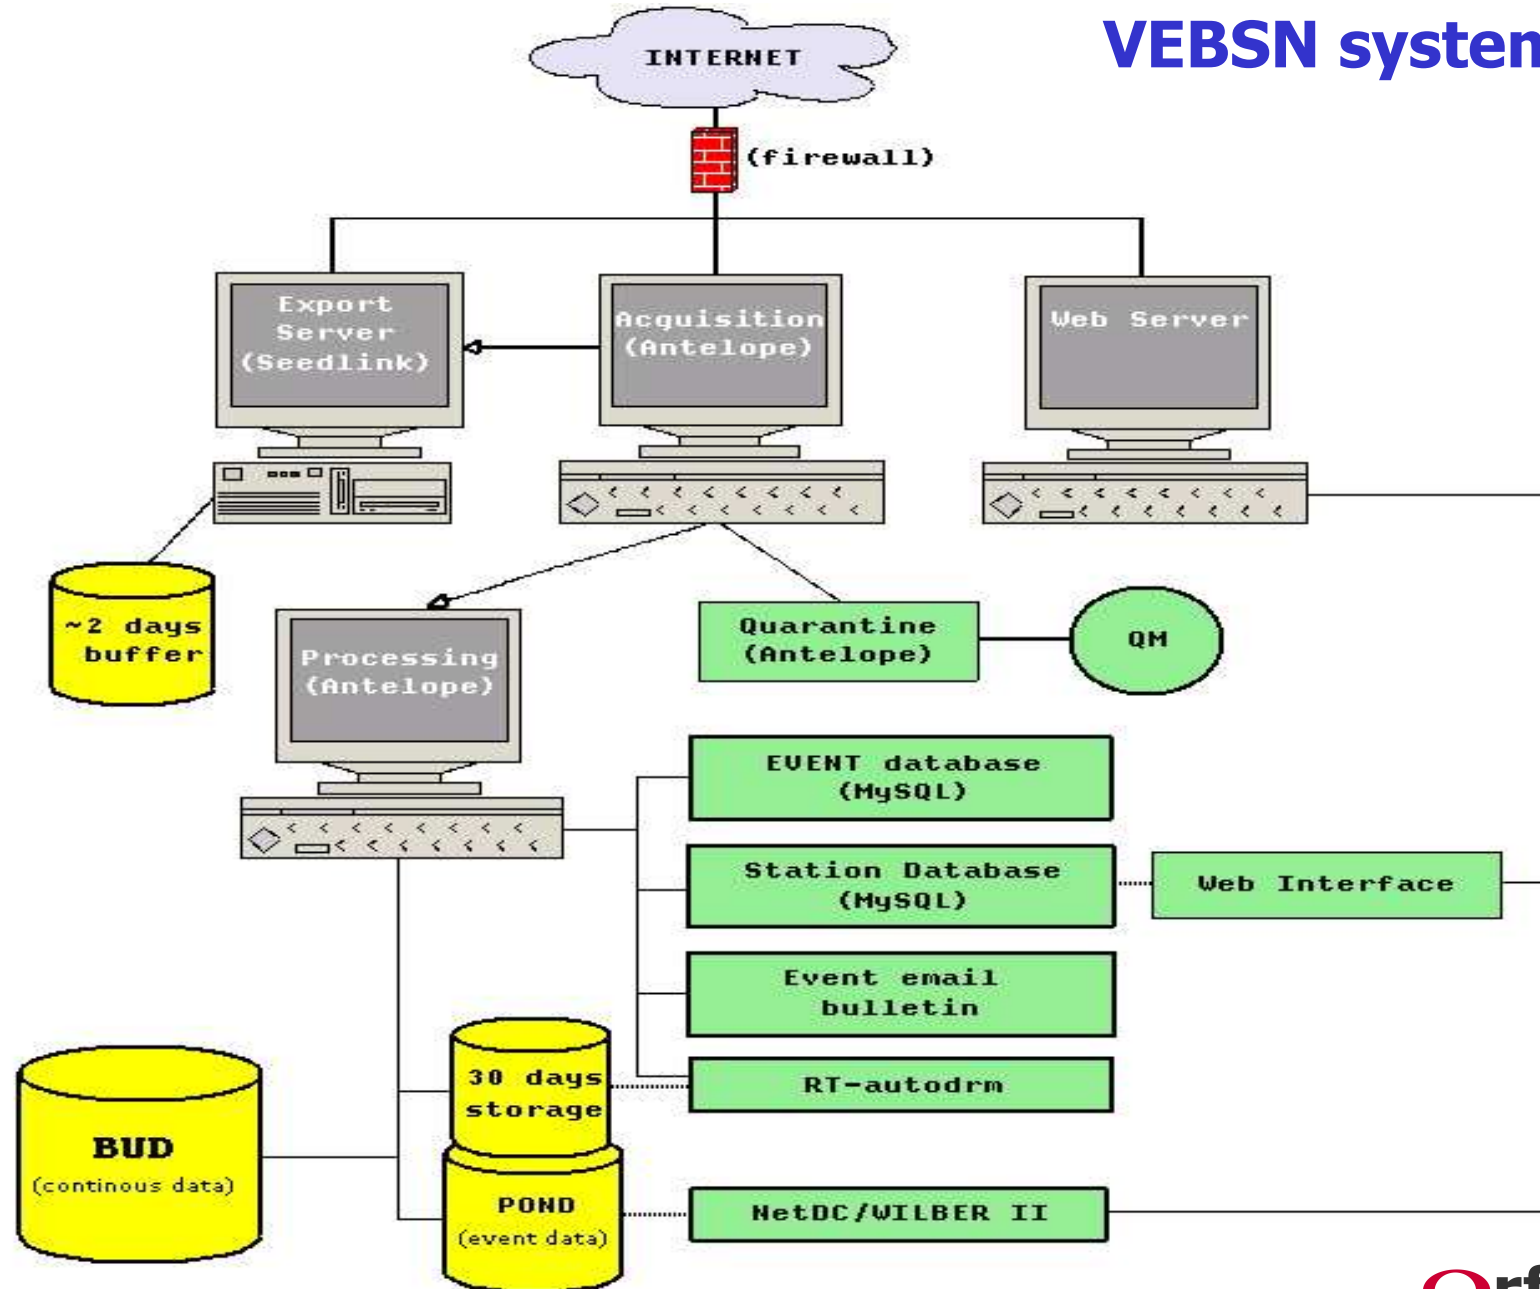 VEBSN system
INTERNET
(firewall)
Export
Server
(Seedlink)
Acquisition
(Antelope)
Web Server
~2 days
buffer
Processing
(Antelope)
Quarantine
(Antelope)
QM
EVENT database
(MySQL)
Station Database
(MySQL)
Web Interface
Event email
bulletin
30 days
storage
RT-autodrm
BUD
(continous data)
POND
(event data)
NetDC/WILBER II
Orf